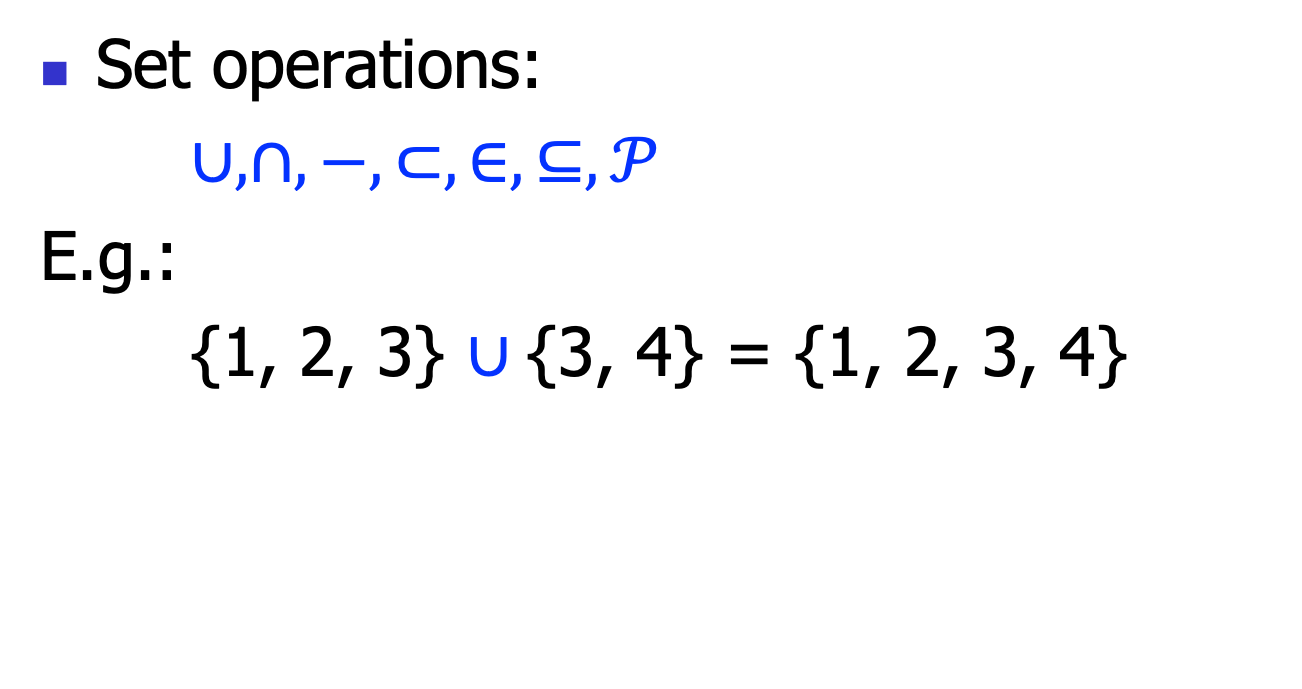 ▪ Set operations:
∪,∩, −, ⊂, ∈, ⊆, 𝒫
E.g.:
{1, 2, 3} ∪ {3, 4} = {1, 2, 3, 4}